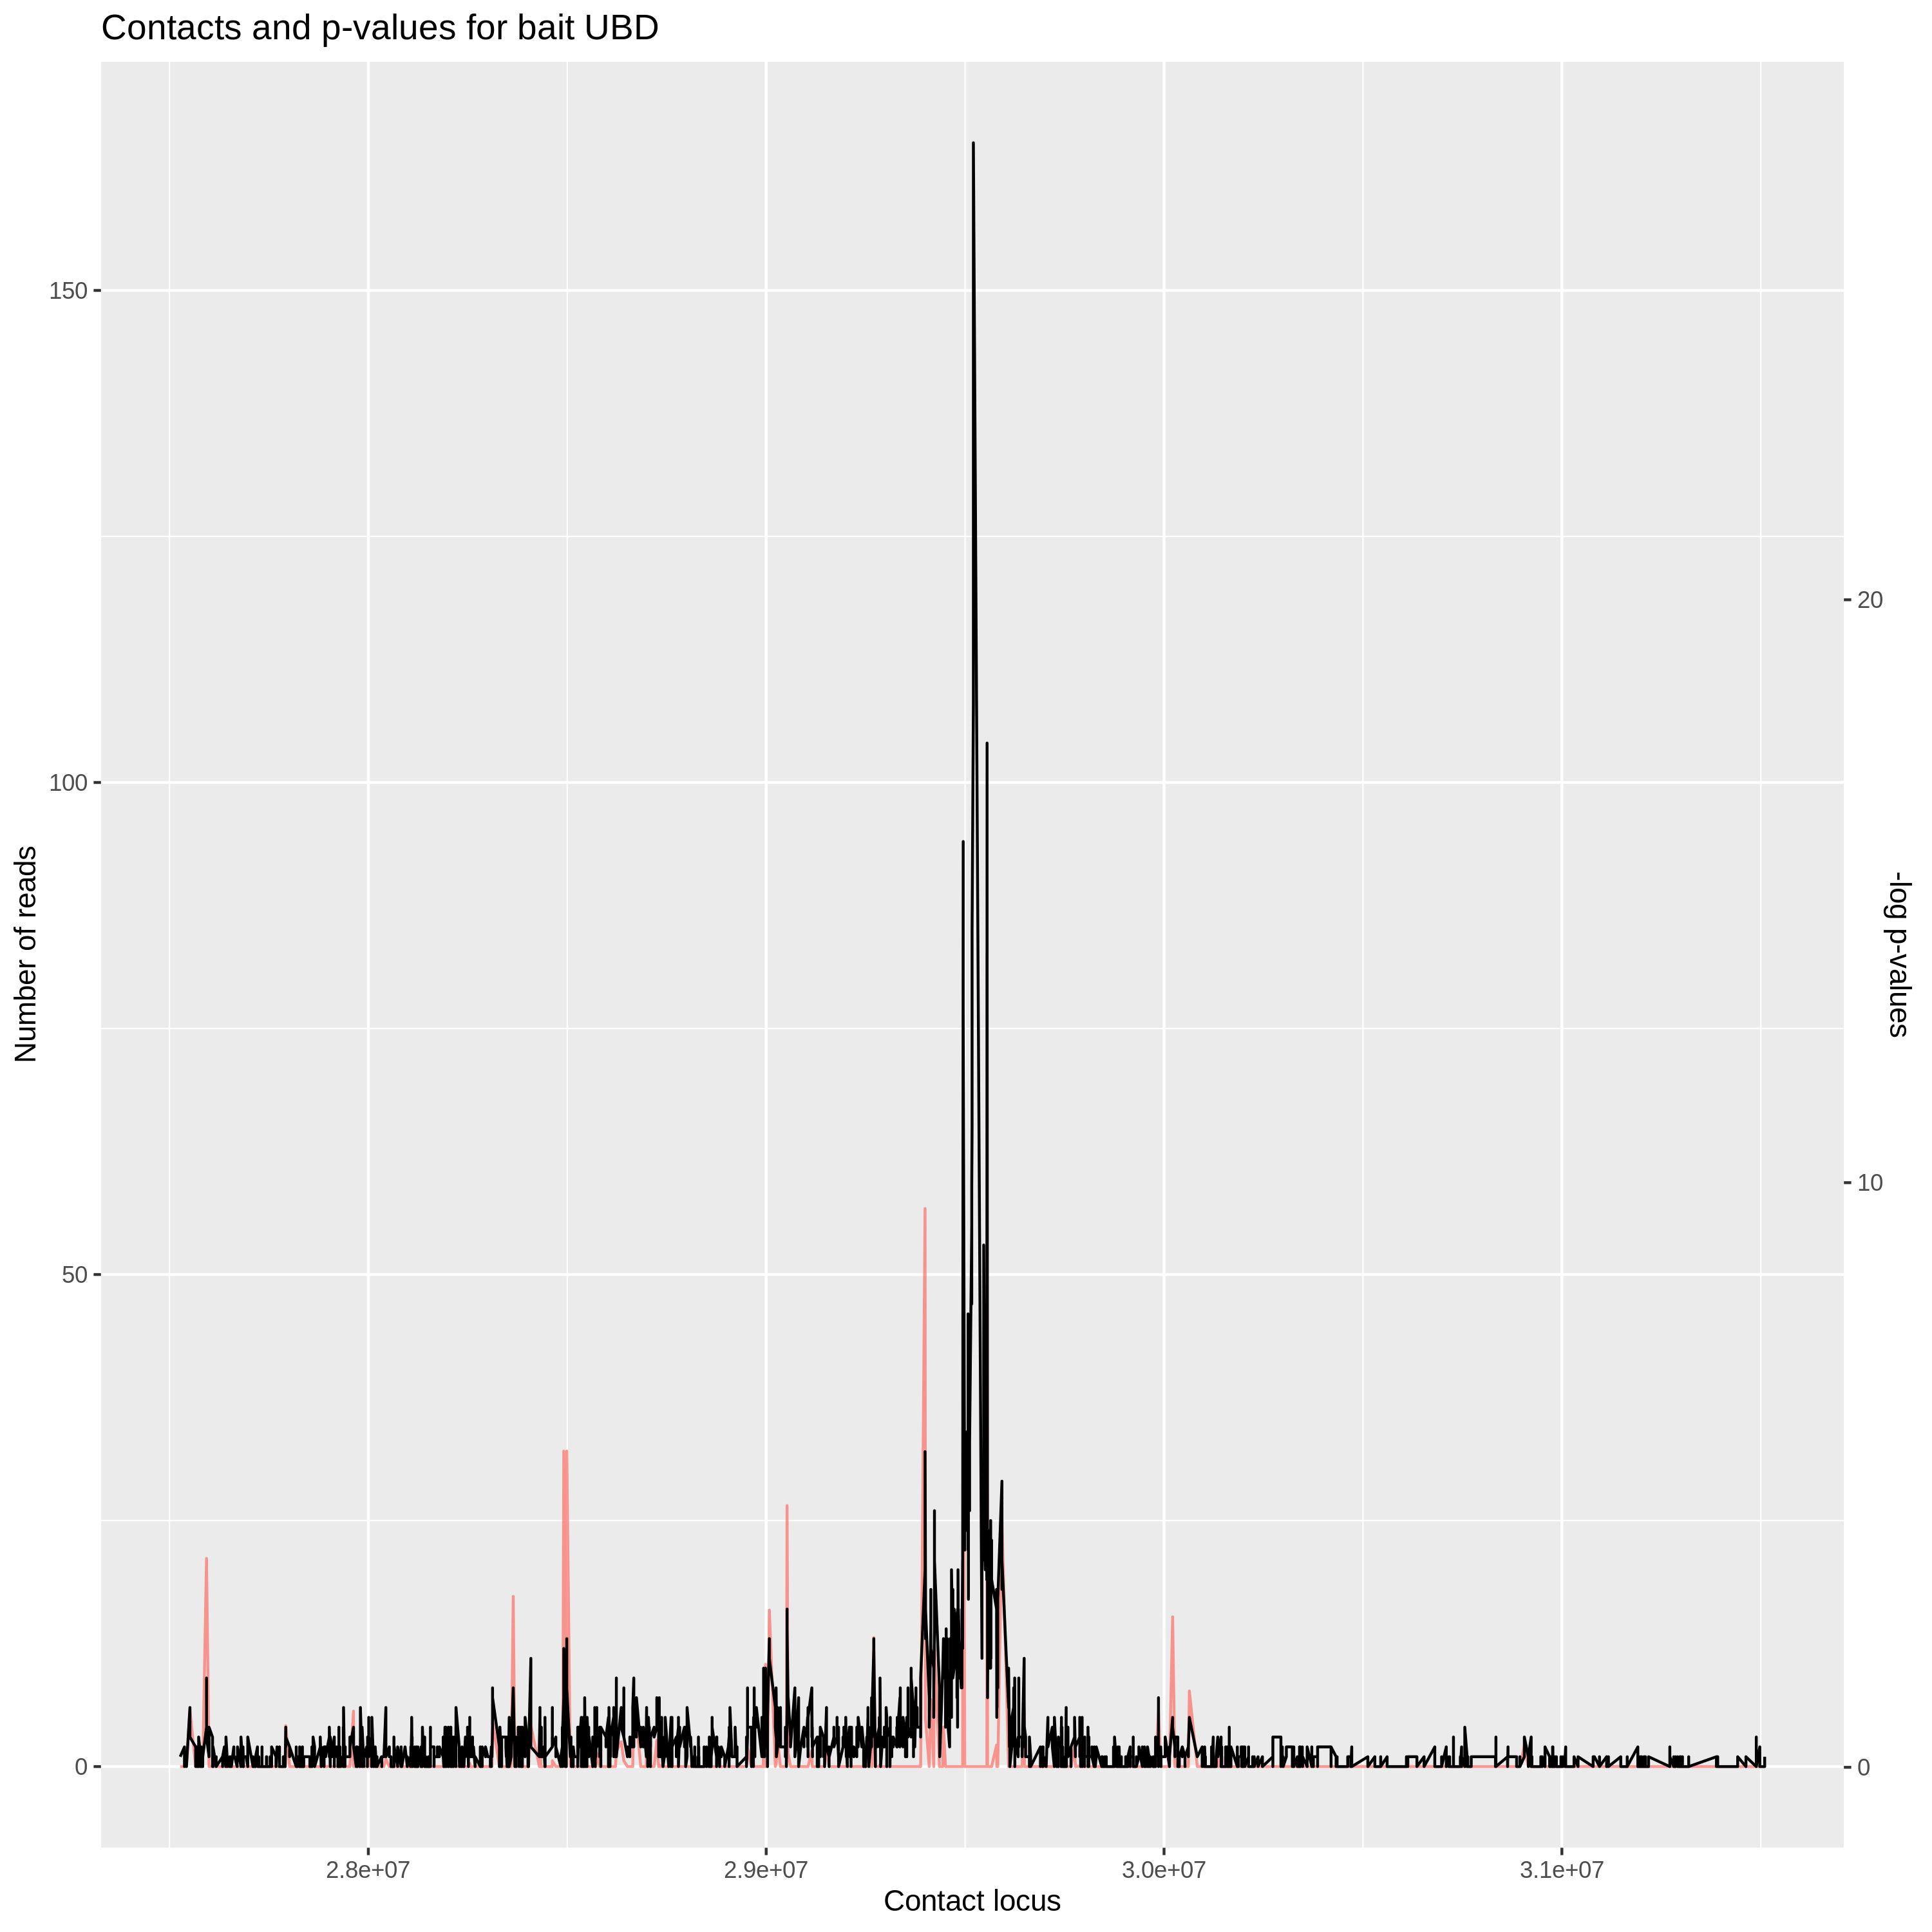 Contacts and p-values for bait UBD
150
100
50
0
20
10
0
Number of reads
-log p-values
2.8e+07
2.9e+07
3.0e+07
3.1e+07
Contact locus